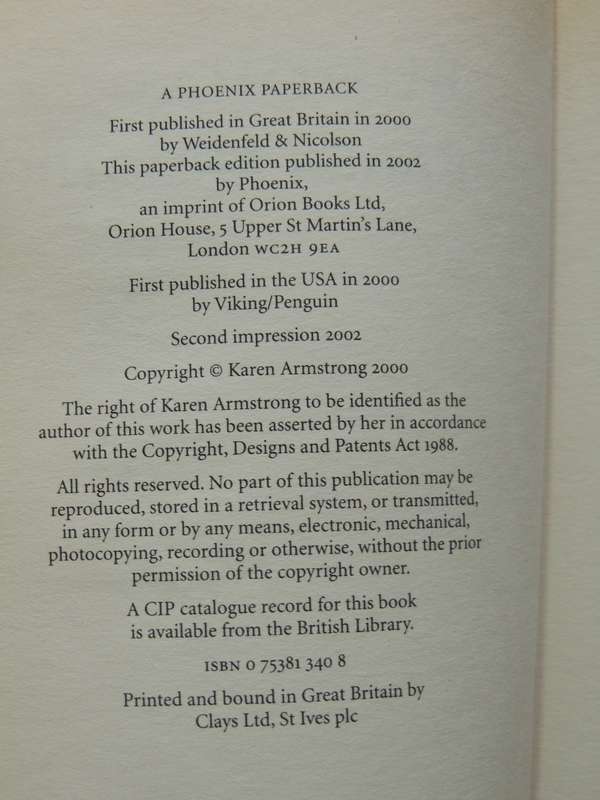 A PHOENIX PAPERBACK
First published in Great Britain in 2000
by Weidenfeld & Nicolson
This paperback edition published in 2002
by Phoenix,
an imprint of Orion Books Ltd,
Orion House, 5 Upper St Martin's Lane,
London WC2H 9EA
First published in the USA in 2000
by Viking/Penguin
Second impression 2002
Copyright © Karen Armstrong 2000
The right of Karen Armstrong to be identified as the
author of this work has been asserted by her in accordance
with the Copyright, Designs and Patents Act 1988.
All rights reserved. No part of this publication may be
reproduced, stored in a retrieval system, or transmitted,
in any form or by any means, electronic, mechanical,
photocopying, recording or otherwise, without the prior
permission of the copyright owner.
A CIP catalogue record for this book
is available from the British Library.
ISBN 0 75381 340 8
Printed and bound in Great Britain by
Clays Ltd, St Ives plc